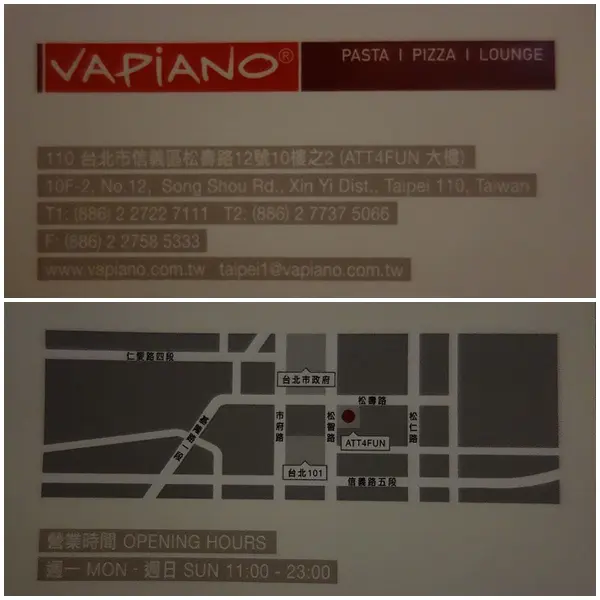 VAPIANO®
PASTA | PIZZA | LOUNGE
110 台北市信義區松壽路12號10樓之2 (ATT4FUN 大樓)
10F-2, No.12, Song Shou Rd., Xin Yi Dist., Taipei 110, Taiwan
T1: (886) 2 2722 7111 T2: (886) 2 7737 5066
F: (886) 2 2758 5333
www.vapiano.com.tw taipei1@vapiano.com.tw
仁愛路四段
台北市政府
松壽路
市府路
松智路
松仁路
基隆路一段
ATT4FUN
台北101
信義路五段
營業時間 OPENING HOURS
週一 MON - 週日 SUN 11:00 - 23:00